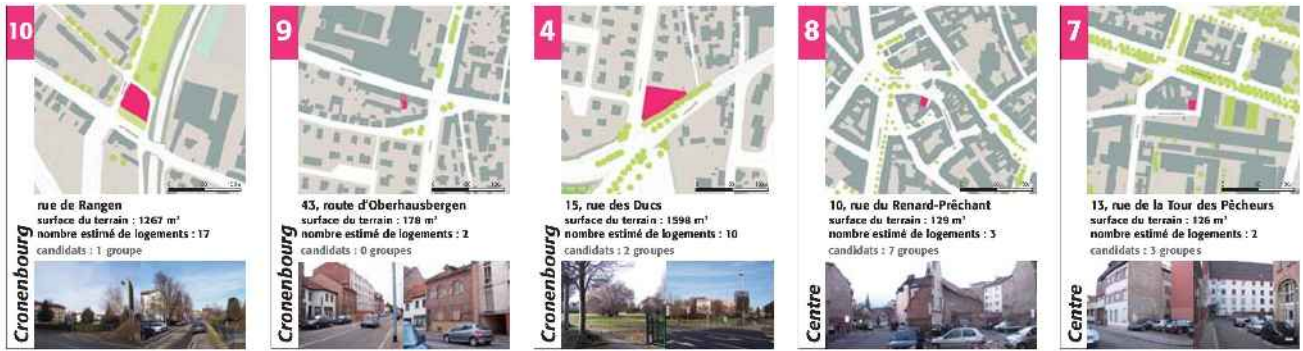 10
rue de Rangen
surface du terrain : 1267 m²
nombre estimé de logements : 17
candidats : 1 groupe
Cronenbourg
9
43, route d'Oberhausbergen
surface du terrain : 178 m²
nombre estimé de logements : 2
candidats : 0 groupes
Cronenbourg
4
15, rue des Ducs
surface du terrain : 1598 m²
nombre estimé de logements : 10
candidats : 2 groupes
Cronenbourg
8
10, rue du Renard-Prêchant
surface du terrain : 129 m²
nombre estimé de logements : 3
candidats : 7 groupes
Centre
7
13, rue de la Tour des Pêcheurs
surface du terrain : 126 m²
nombre estimé de logements : 2
candidats : 3 groupes
Centre